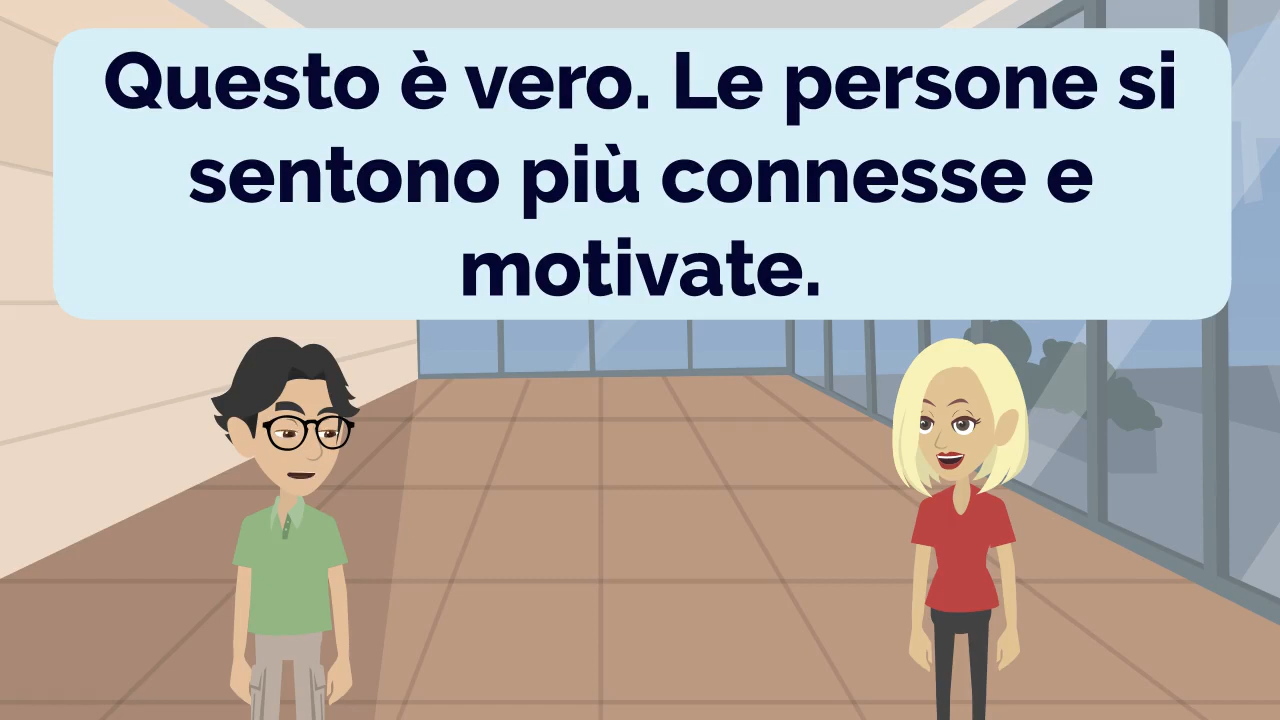 Questo è vero. Le persone si
sentono più connesse e
motivate.